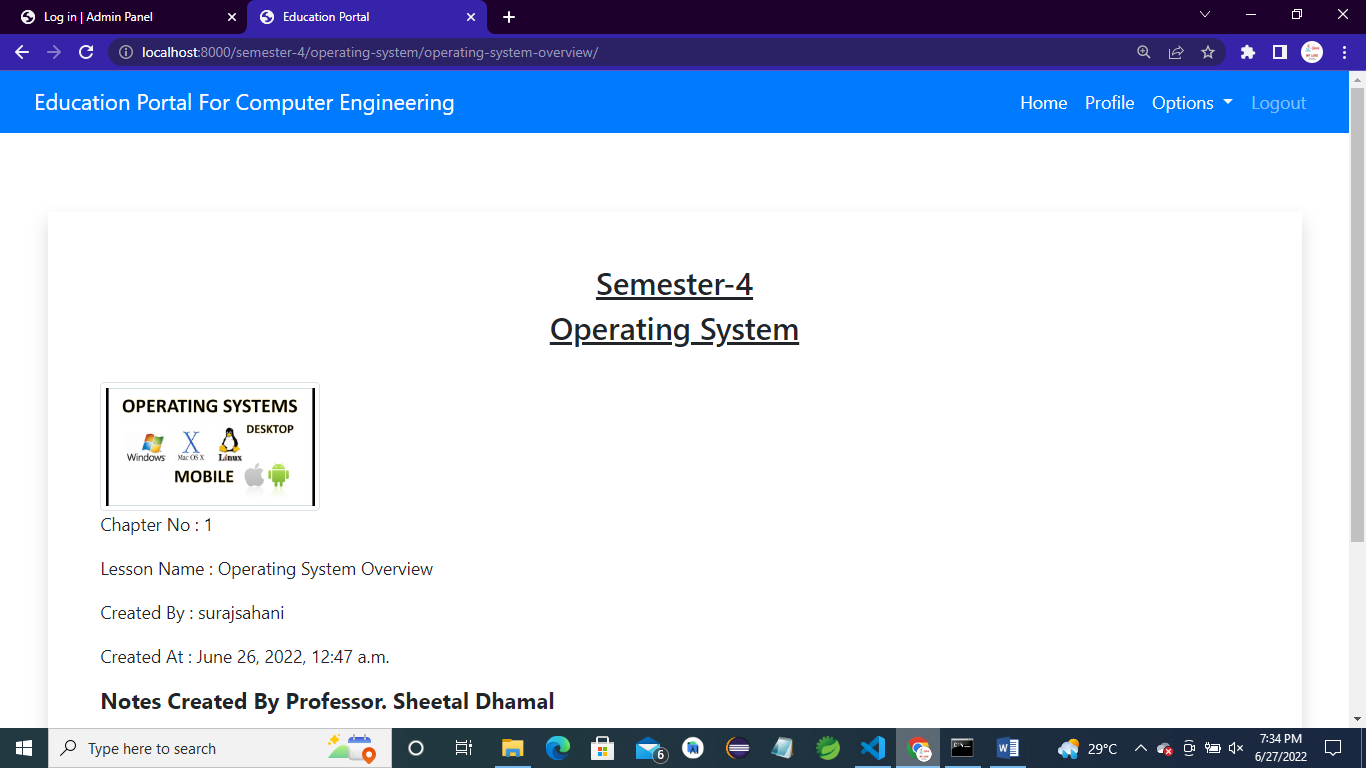 Log in | Admin Panel
Education Portal
localhost:8000/semester-4/operating-system/operating-system-overview/
Education Portal For Computer Engineering
Home Profile Options Logout
Semester-4
Operating System
OPERATING SYSTEMS
DESKTOP
Windows Mac OS X Linux
MOBILE
Chapter No : 1
Lesson Name : Operating System Overview
Created By : surajsahani
Created At : June 26, 2022, 12:47 a.m.
Notes Created By Professor. Sheetal Dhamal
Type here to search
6
29°C
7:34 PM
6/27/2022